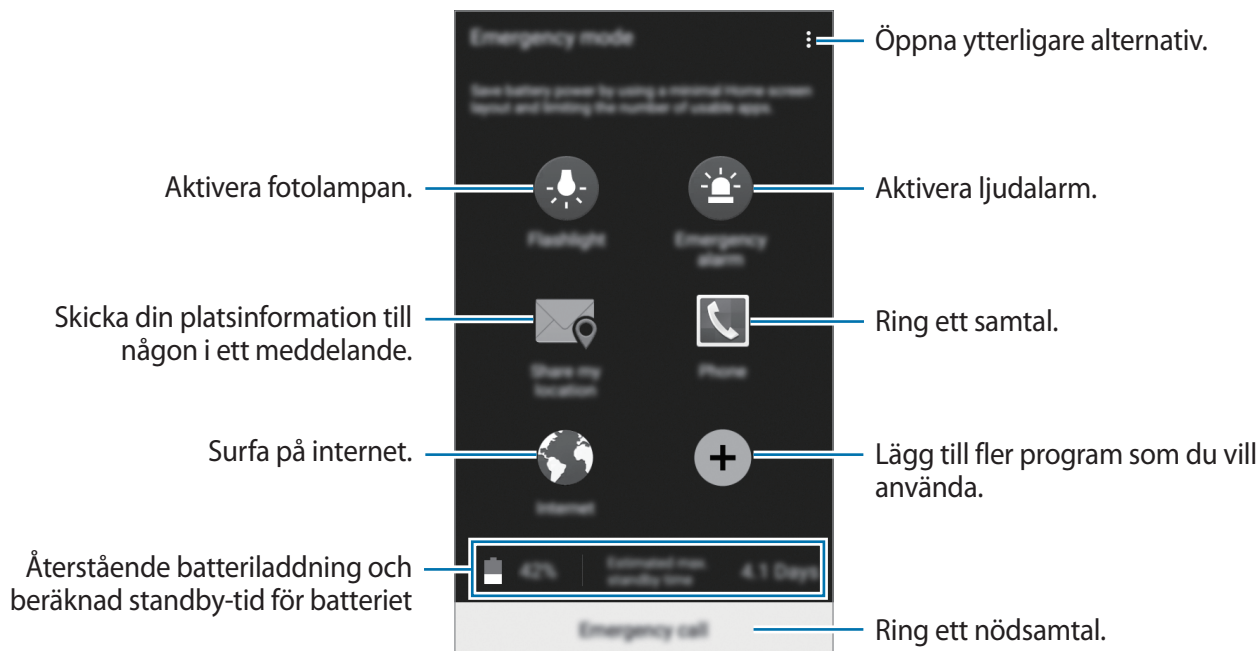 Emergency mode
Öppna ytterligare alternativ.
Save battery power by using a minimal Home screen
layout and limiting the number of usable apps.
Aktivera fotolampan.
Aktivera ljudalarm.
Flashlight
Emergency
alarm
Skicka din platsinformation till
någon i ett meddelande.
Ring ett samtal.
Share my
location
Phone
Surfa på internet.
Lägg till fler program som du vill
använda.
Internet
Återstående batteriladdning och
beräknad standby-tid för batteriet
42%
Estimated max.
standby time
4.1 Days
Emergency call
Ring ett nödsamtal.